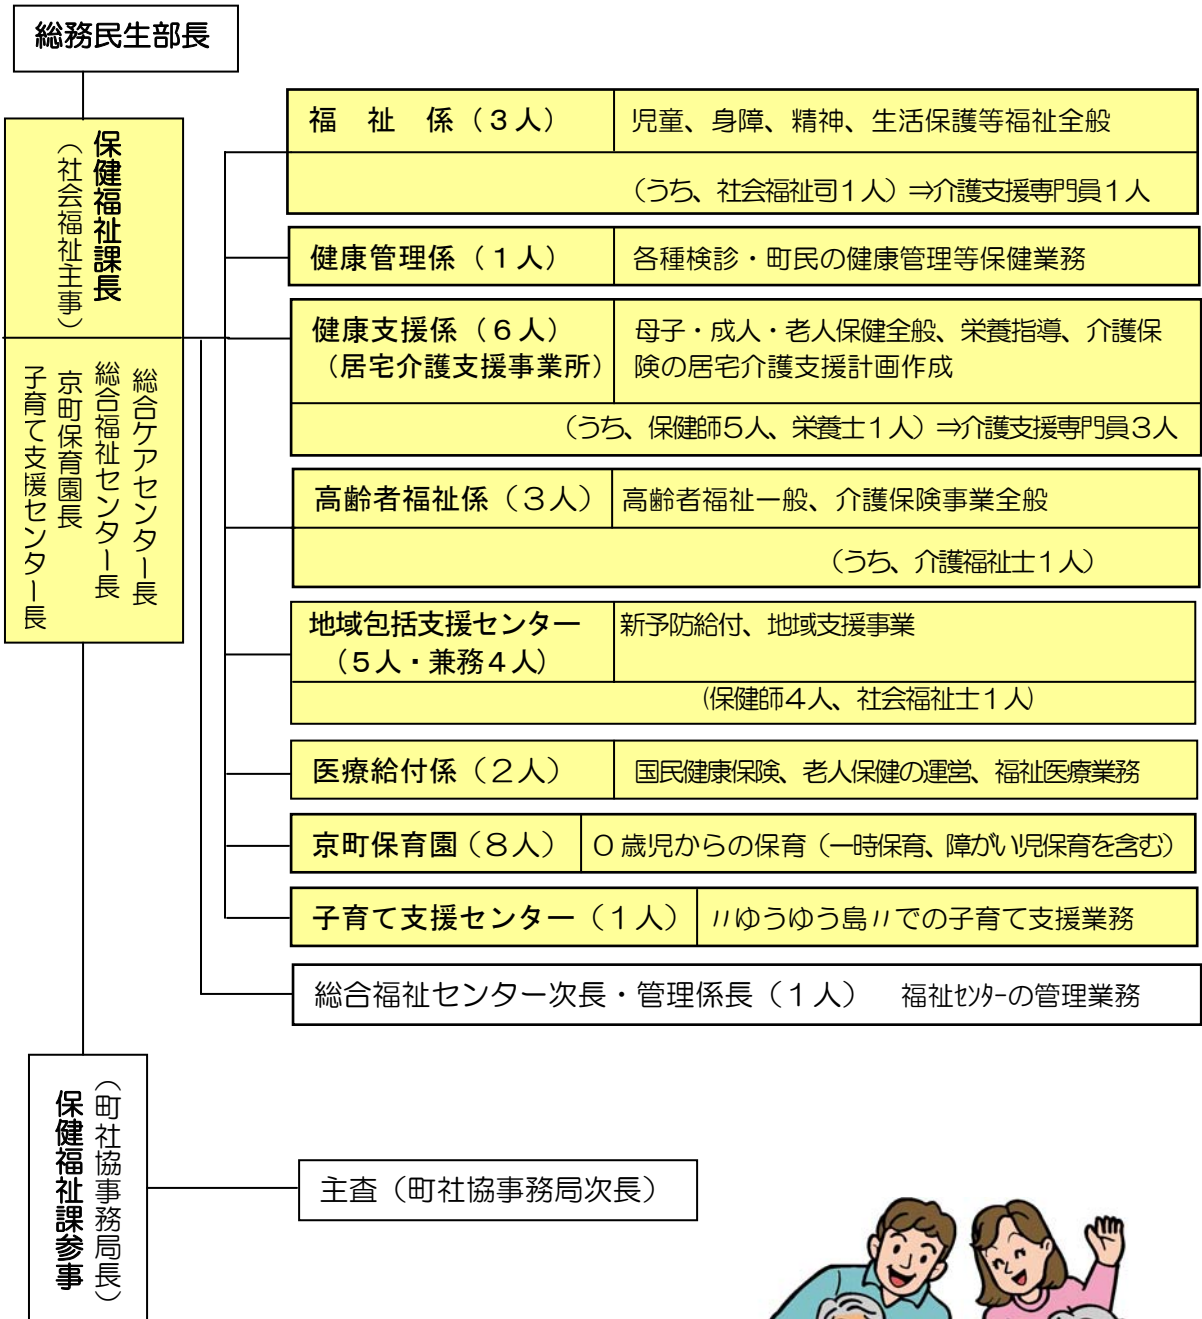 総務民生部長
保健福祉課長
（社会福祉主事）
総合ケアセンター長
総合福祉センター長
京町保育園長
子育て支援センター長
福　祉　係（３人）　児童、身障、精神、生活保護等福祉全般
（うち、社会福祉司１人）⇒介護支援専門員１人
健康管理係（１人）　各種検診・町民の健康管理等保健業務
健康支援係（６人）　母子・成人・老人保健全般、栄養指導、介護保
（居宅介護支援事業所）　険の居宅介護支援計画作成
（うち、保健師５人、栄養士１人）⇒介護支援専門員３人
高齢者福祉係（３人）　高齢者福祉一般、介護保険事業全般
（うち、介護福祉士１人）
地域包括支援センター　新予防給付、地域支援事業
（５人・兼務４人）
(保健師４人、社会福祉士１人)
医療給付係（２人）　国民健康保険、老人保健の運営、福祉医療業務
京町保育園（８人）　０歳児からの保育（一時保育、障がい児保育を含む）
子育て支援センター（１人）　〃ゆうゆう島〃での子育て支援業務
総合福祉センター次長・管理係長（１人）　福祉ｾﾝﾀｰの管理業務
（町社協事務局長）
保健福祉課参事
主査（町社協事務局次長）